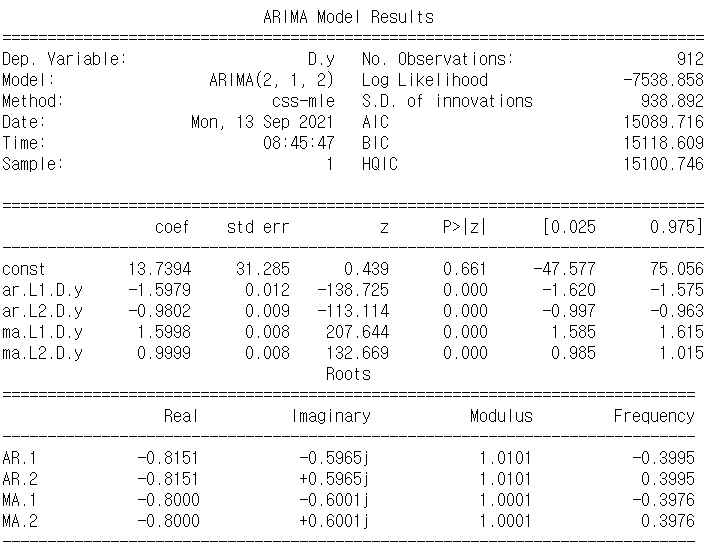 ARIMA Model Results
==============================================================================
Dep. Variable: D.y No. Observations: 912
Model: ARIMA(2, 1, 2) Log Likelihood -7538.858
Method: css-mle S.D. of innovations 938.892
Date: Mon, 13 Sep 2021 AIC 15089.716
Time: 08:45:47 BIC 15118.609
Sample: 1 HQIC 15100.746
==============================================================================
coef std err z P>|z| [0.025 0.975]
------------------------------------------------------------------------------
const 13.7394 31.285 0.439 0.661 -47.577 75.056
ar.L1.D.y -1.5979 0.012 -138.725 0.000 -1.620 -1.575
ar.L2.D.y -0.9802 0.009 -113.114 0.000 -0.997 -0.963
ma.L1.D.y 1.5998 0.008 207.644 0.000 1.585 1.615
ma.L2.D.y 0.9999 0.008 132.669 0.000 0.985 1.015
Roots
=============================================================================
Real Imaginary Modulus Frequency
-----------------------------------------------------------------------------
AR.1 -0.8151 -0.5965j 1.0101 -0.3995
AR.2 -0.8151 +0.5965j 1.0101 0.3995
MA.1 -0.8000 -0.6001j 1.0001 -0.3976
MA.2 -0.8000 +0.6001j 1.0001 0.3976
-----------------------------------------------------------------------------